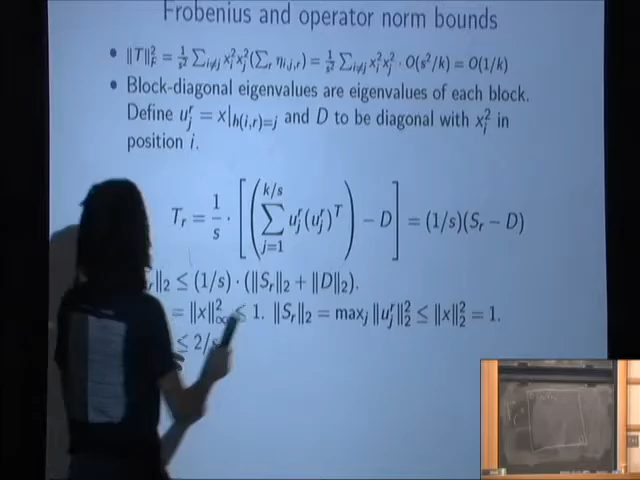 Frobenius and operator norm bounds
• ‖T‖²_F = 1/s² ∑_{i≠j} x_i² x_j² (∑_r η_{i,j,r}) = 1/s² ∑_{i≠j} x_i² x_j² · O(s²/k) = O(1/k)
• Block-diagonal eigenvalues are eigenvalues of each block.
Define u_j^r = x|_{h(i,r)=j} and D to be diagonal with x_i² in
position i.
T_r = 1/s · [ ( ∑_{j=1}^{k/s} u_j^r (u_j^r)^T ) − D ] = (1/s)(S_r − D)
r‖₂ ≤ (1/s) · (‖S_r‖₂ + ‖D‖₂).
= ‖x‖²_∞ ≤ 1. ‖S_r‖₂ = max_j ‖u_j^r‖₂² ≤ ‖x‖₂² = 1.
≤ 2/s